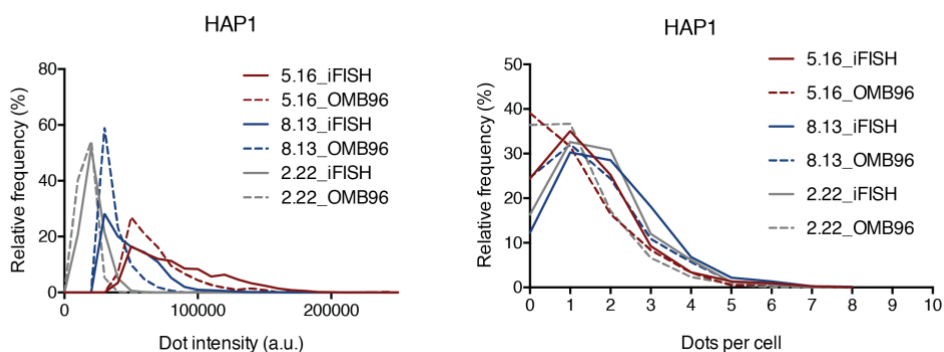 HAP1
Relative frequency (%)
80
60
40
20
0
0
100000
200000
Dot intensity (a.u.)
5.16_iFISH
5.16_OMB96
8.13_iFISH
8.13_OMB96
2.22_iFISH
2.22_OMB96
HAP1
Relative frequency (%)
50
40
30
20
10
0
0
1
2
3
4
5
6
7
8
9
10
Dots per cell
5.16_iFISH
5.16_OMB96
8.13_iFISH
8.13_OMB96
2.22_iFISH
2.22_OMB96